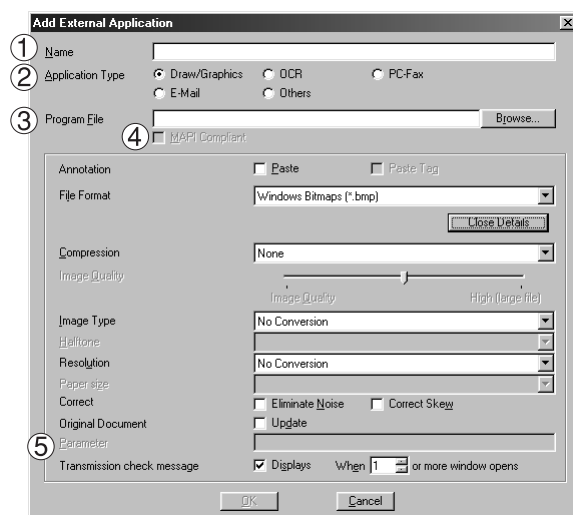 Add External Application
① Name
② Application Type Draw/Graphics OCR PC-Fax
E-Mail Others
③ Program File Browse...
④ MAPI Compliant
Annotation Paste Paste Tag
File Format Windows Bitmaps (*.bmp)
Close Details
Compression None
Image Quality
Image Quality High (large file)
Image Type No Conversion
Halftone
Resolution No Conversion
Paper size
Correct Eliminate Noise Correct Skew
Original Document Update
⑤ Parameter
Transmission check message Displays When 1 or more window opens
OK Cancel